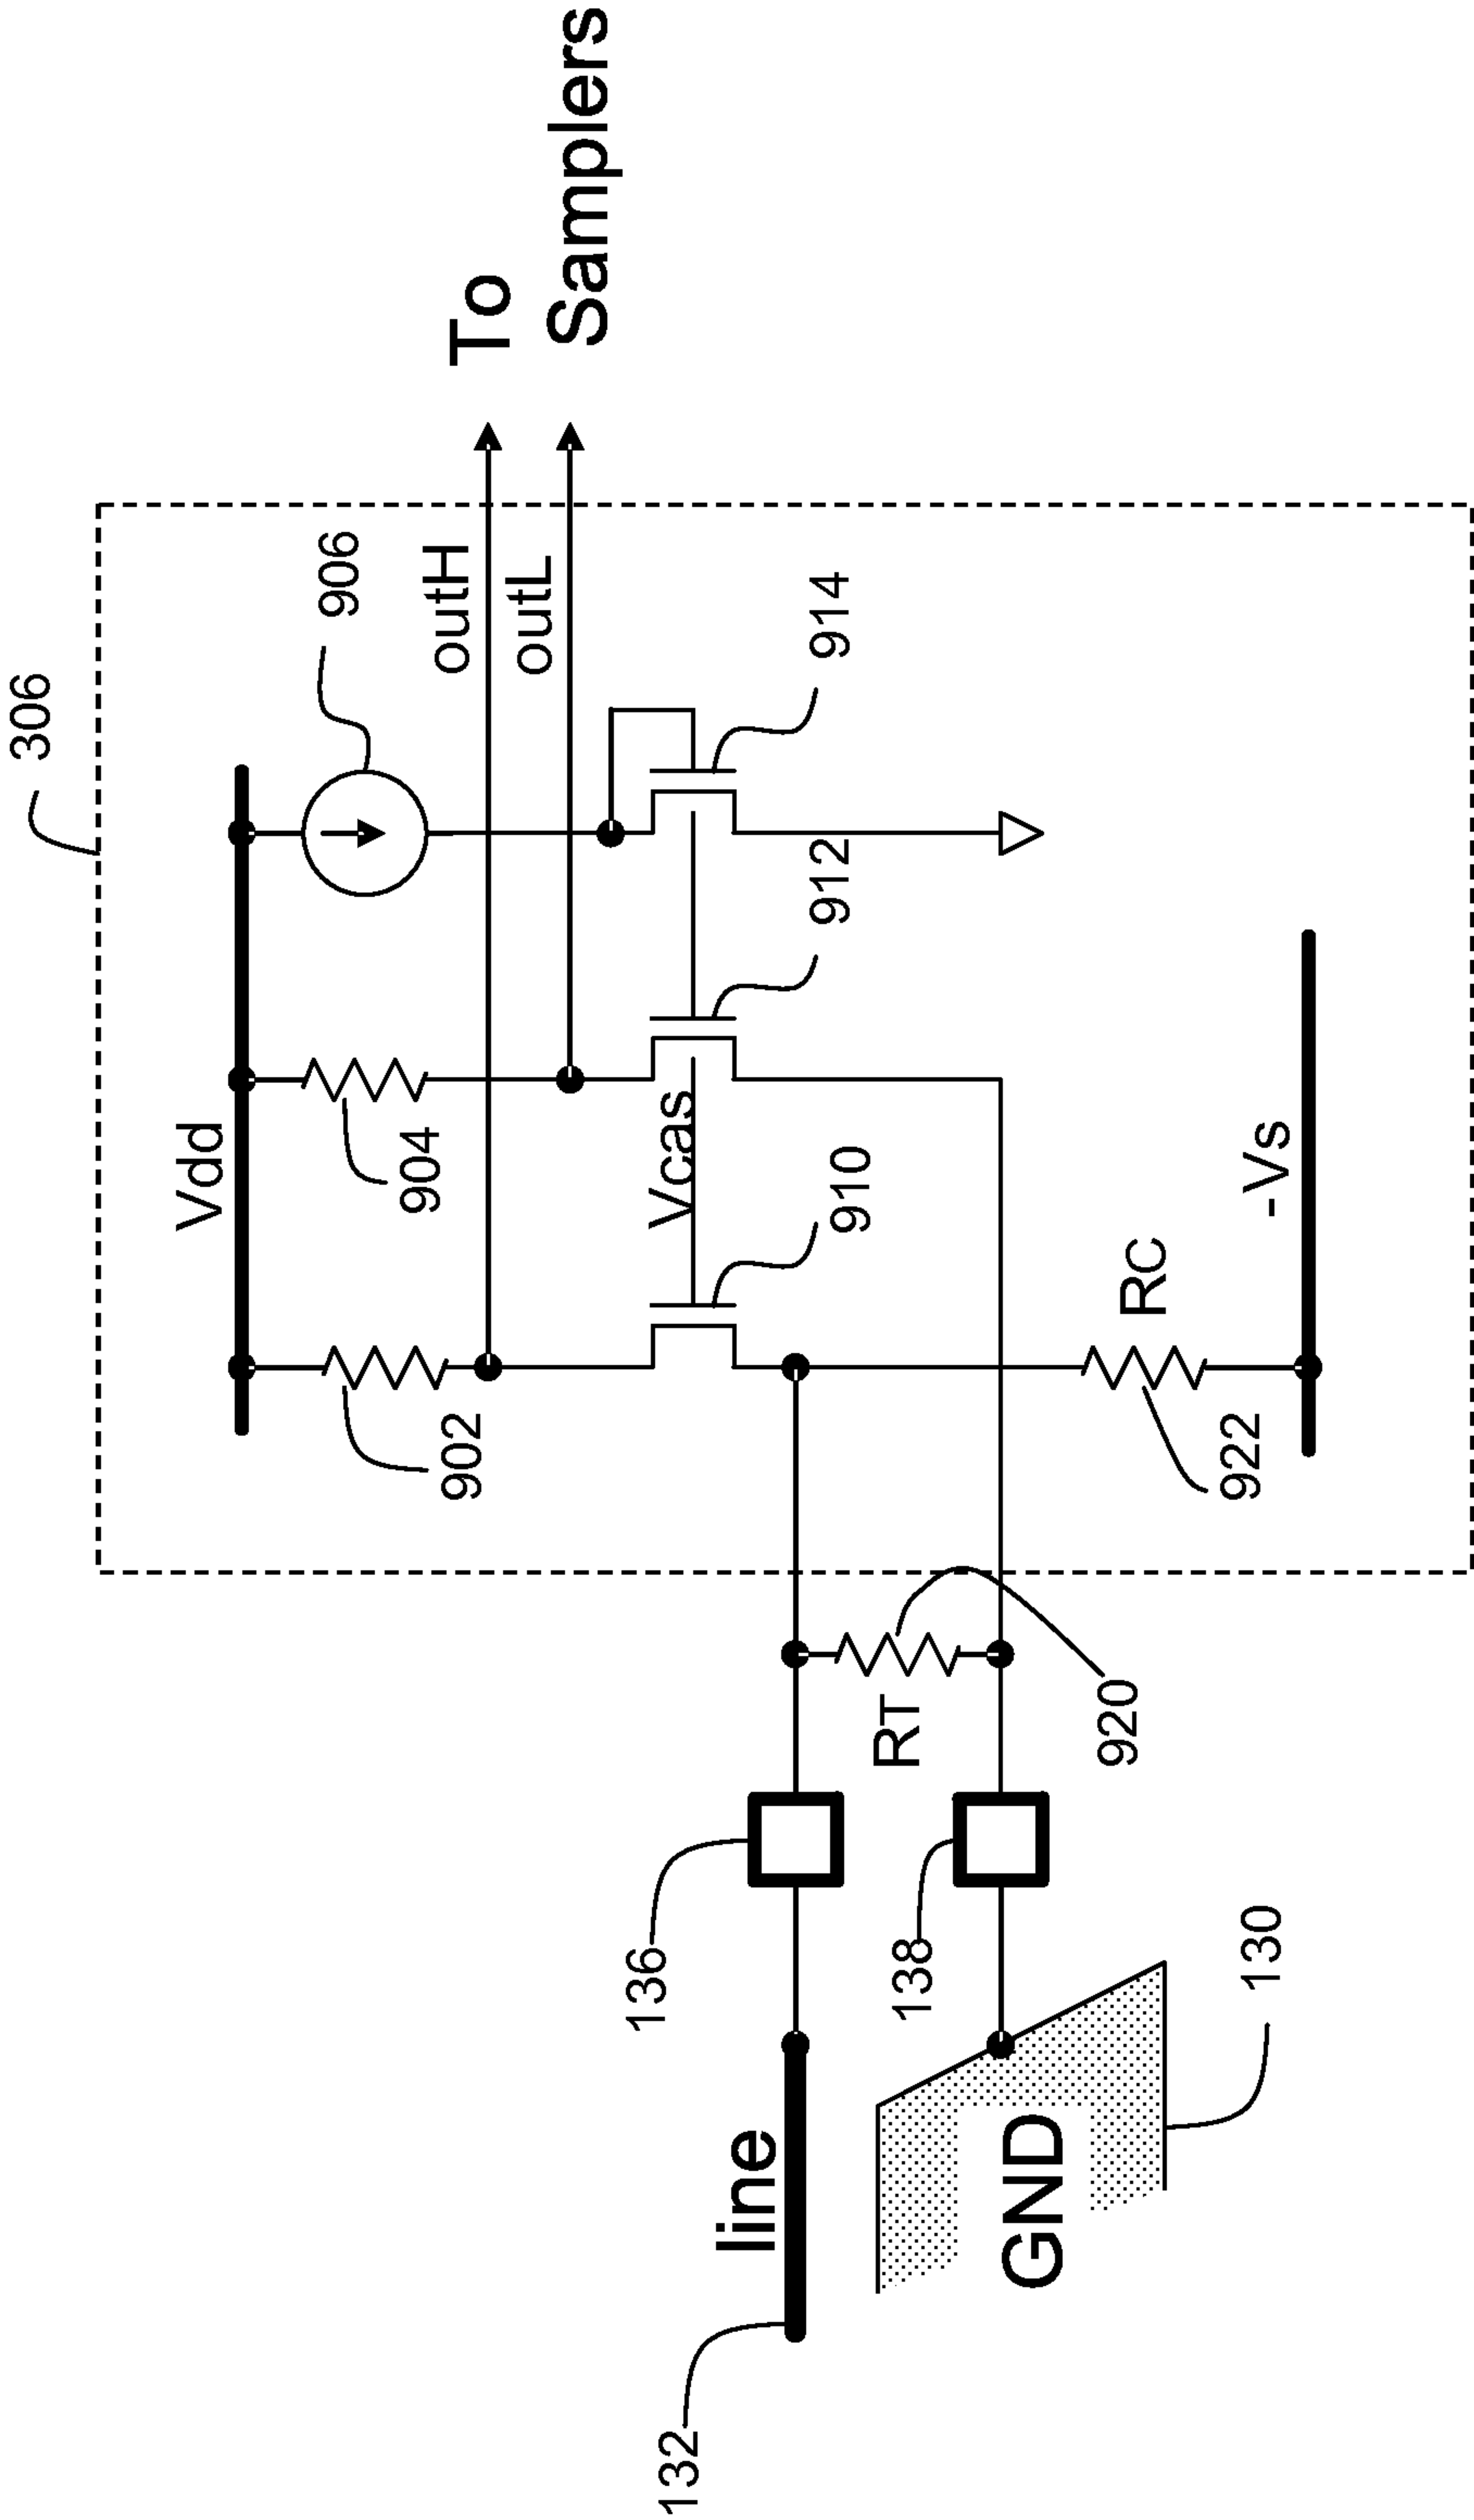 306
Vdd
906
To
Samplers
outH
outL
904
902
Vcas
914
912
910
RC
922
-Vs
RT
920
136
138
line
132
GND
130